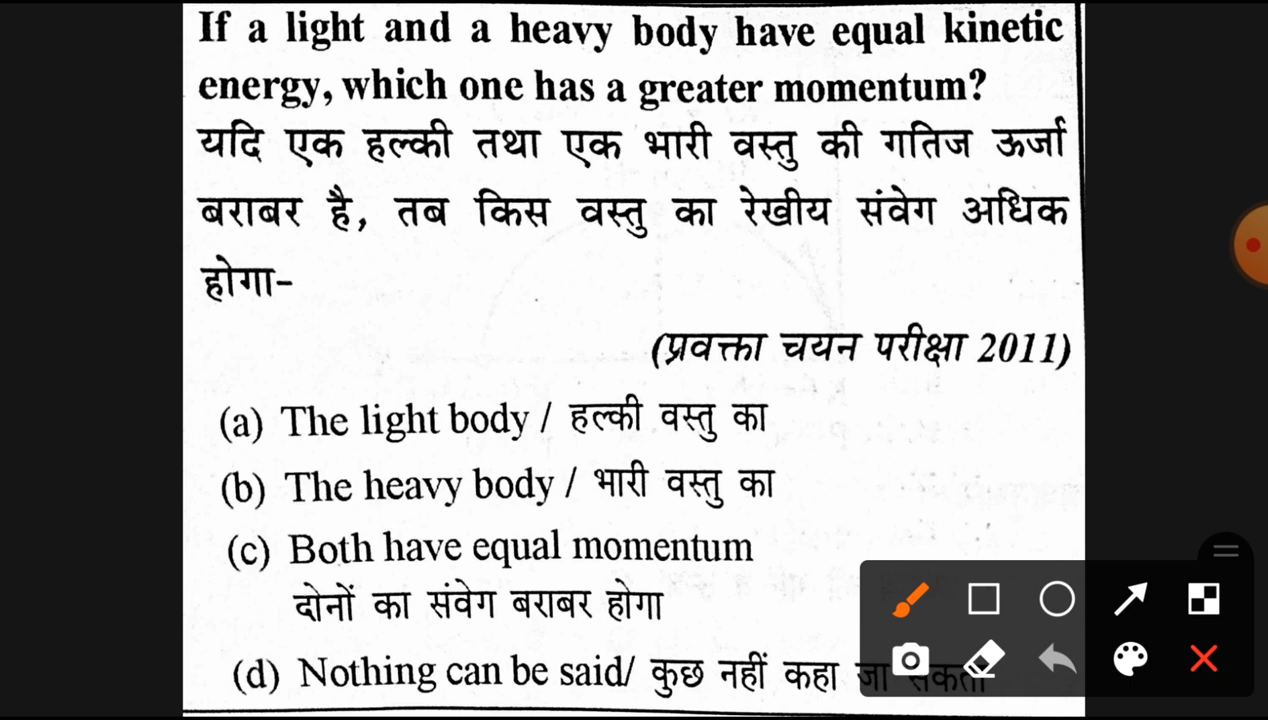 If a light and a heavy body have equal kinetic
energy, which one has a greater momentum?
यदि एक हल्की तथा एक भारी वस्तु की गतिज ऊर्जा
बराबर है, तब किस वस्तु का रेखीय संवेग अधिक
होगा-
(प्रवक्ता चयन परीक्षा 2011)
(a) The light body / हल्की वस्तु का
(b) The heavy body / भारी वस्तु का
(c) Both have equal momentum
दोनों का संवेग बराबर होगा
(d) Nothing can be said/ कुछ नहीं कहा जा सकता